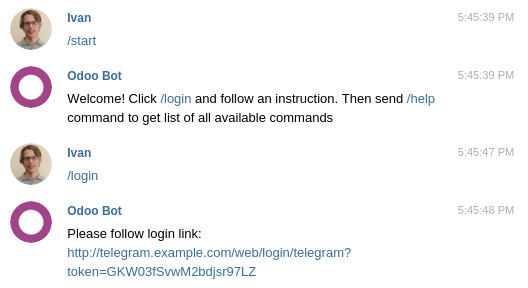 Ivan 5:45:39 PM
/start
Odoo Bot 5:45:39 PM
Welcome! Click /login and follow an instruction. Then send /help
command to get list of all available commands
Ivan 5:45:47 PM
/login
Odoo Bot 5:45:48 PM
Please follow login link:
http://telegram.example.com/web/login/telegram?
token=GKW03fSvwM2bdjsr97LZ